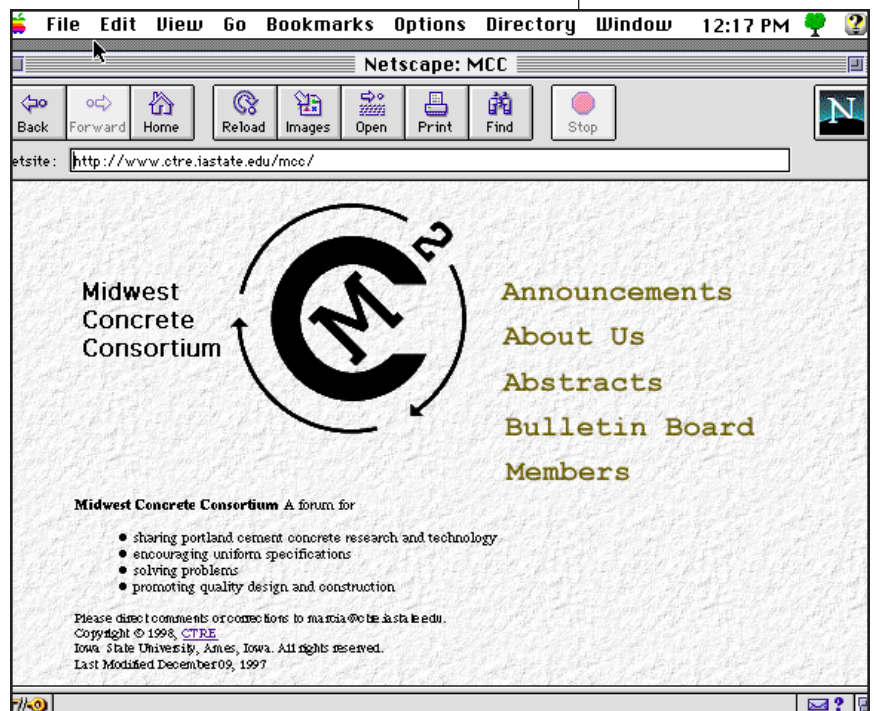 File Edit View Go Bookmarks Options Directory Window 12:17 PM
Netscape: MCC
Back Forward Home Reload Images Open Print Find Stop N
etsite: http://www.ctre.iastate.edu/mcc/
Midwest
Concrete
Consortium
C M 2
Announcements
About Us
Abstracts
Bulletin Board
Members
Midwest Concrete Consortium A forum for
• sharing portland cement concrete research and technology
• encouraging uniform specifications
• solving problems
• promoting quality design and construction
Please direct comments or corrections to marcia@ctre.iastate.edu.
Copyright © 1998, CTRE
Iowa State University, Ames, Iowa. All rights reserved.
Last Modified December 09, 1997